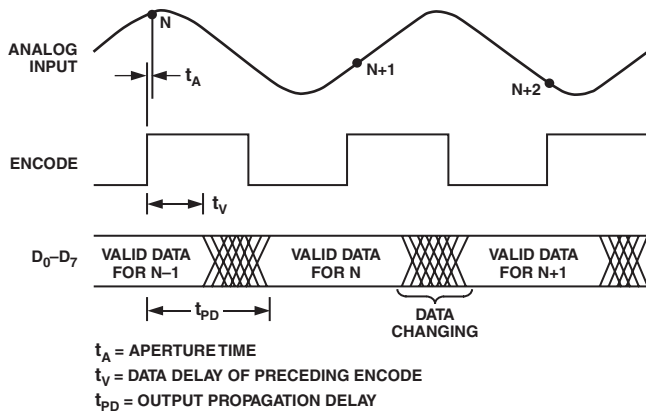 N
ANALOG
INPUT
tA
N+1
N+2
ENCODE
tV
D0–D7
VALID DATA
FOR N–1
VALID DATA
FOR N
VALID DATA
FOR N+1
tPD
DATA
CHANGING
tA = APERTURE TIME
tV = DATA DELAY OF PRECEDING ENCODE
tPD = OUTPUT PROPAGATION DELAY